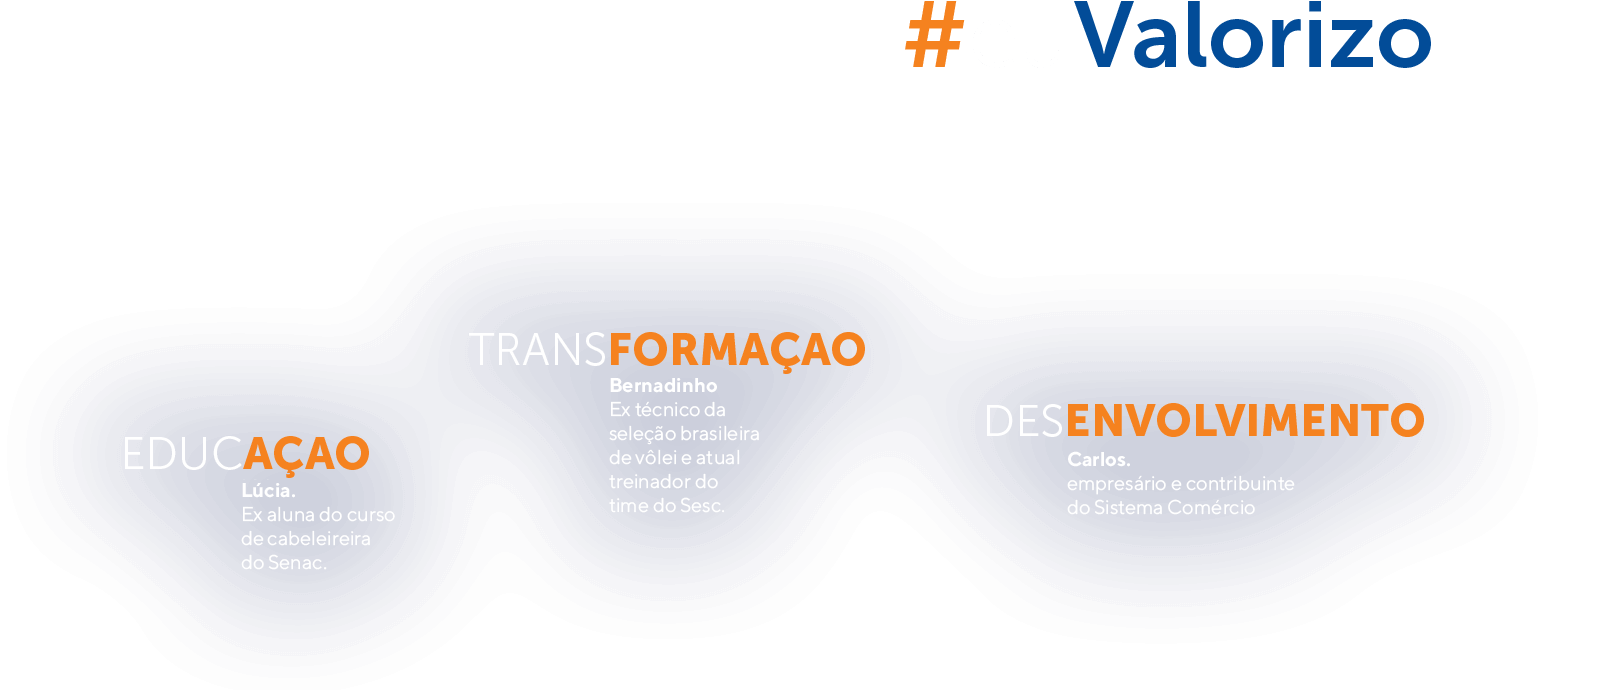 # Valorizo
TRANSFORMAÇAO
Bernadinho
Ex técnico da
seleção brasileira
de vôlei e atual
treinador do
time do Sesc.
DESENVOLVIMENTO
Carlos.
empresário e contribuinte
do Sistema Comércio
EDUCAÇAO
Lúcia.
Ex aluna do curso
de cabeleireira
do Senac.